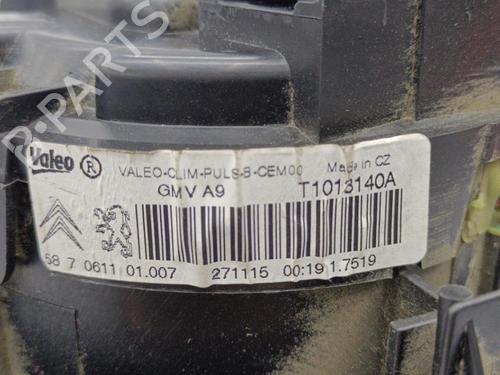 B-PARTS
Valeo ® VALEO-CLIM-PULS-B-CEM00 Made in CZ
GMV A9 T1013140A
58 7 0611 01.007 271115 00:19 1.7519